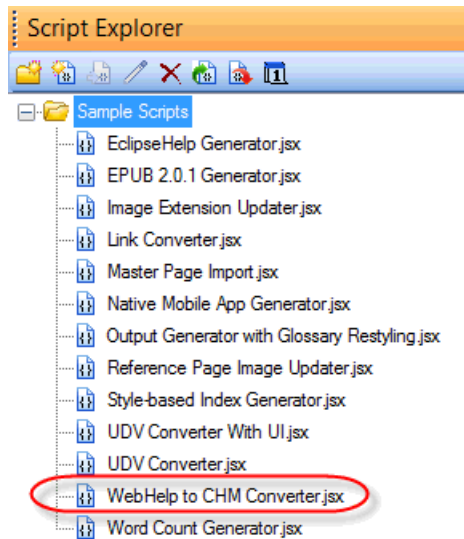 Script Explorer
1
Sample Scripts
EclipseHelp Generator.jsx
EPUB 2.0.1 Generator.jsx
Image Extension Updater.jsx
Link Converter.jsx
Master Page Import.jsx
Native Mobile App Generator.jsx
Output Generator with Glossary Restyling.jsx
Reference Page Image Updater.jsx
Style-based Index Generator.jsx
UDV Converter With UI.jsx
UDV Converter.jsx
WebHelp to CHM Converter.jsx
Word Count Generator.jsx